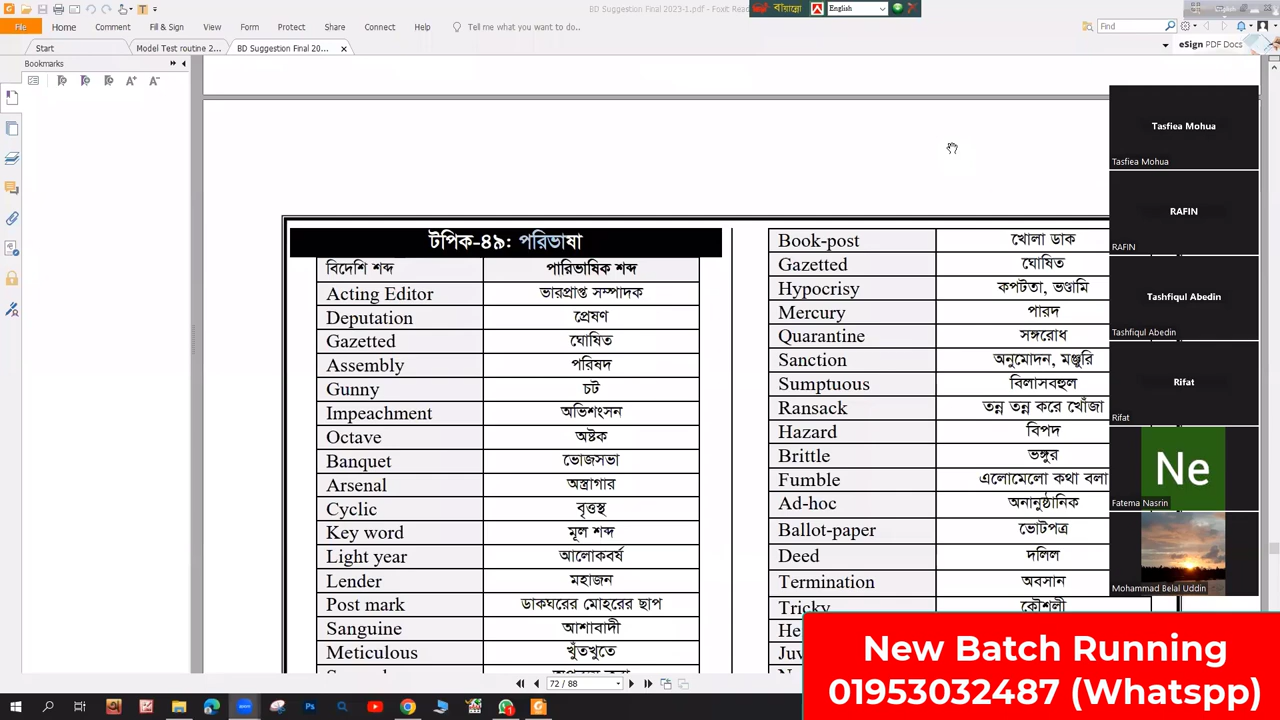 BD Suggestion Final 2023-1.pdf - Foxit Rea
English
File Home Comment Fill & Sign View Form Protect Share Connect Help Tell me what you want to do... Find
Start Model Test routine 2... BD Suggestion Final 20...
eSign PDF Docs
Bookmarks
টপিক-৪৯: পরিভাষা
বিদেশি শব্দ পারিভাষিক শব্দ
Acting Editor ভারপ্রাপ্ত সম্পাদক
Deputation প্রেষণ
Gazetted ঘোষিত
Assembly পরিষদ
Gunny চট
Impeachment অভিশংসন
Octave অষ্টক
Banquet ভোজসভা
Arsenal অস্ত্রাগার
Cyclic বৃত্তস্থ
Key word মূল শব্দ
Light year আলোকবর্ষ
Lender মহাজন
Post mark ডাকঘরের মোহরের ছাপ
Sanguine আশাবাদী
Meticulous খুঁতখুতে
Book-post খোলা ডাক
Gazetted ঘোষিত
Hypocrisy কপটতা, ভণ্ডামি
Mercury পারদ
Quarantine সঙ্গরোধ
Sanction অনুমোদন, মঞ্জুরি
Sumptuous বিলাসবহুল
Ransack তন্ন তন্ন করে খোঁজা
Hazard বিপদ
Brittle ভঙ্গুর
Fumble এলোমেলো কথা বলা
Ad-hoc অনানুষ্ঠানিক
Ballot-paper ভোটপত্র
Deed দলিল
Termination অবসান
Tricky কৌশলী
He
Juv
Tasfiea Mohua
Tasfiea Mohua
RAFIN
RAFIN
Tashfiqul Abedin
Tashfiqul Abedin
Rifat
Rifat
Ne
Fatema Nasrin
Mohammad Belal Uddin
New Batch Running
01953032487 (Whatspp)
72 / 88